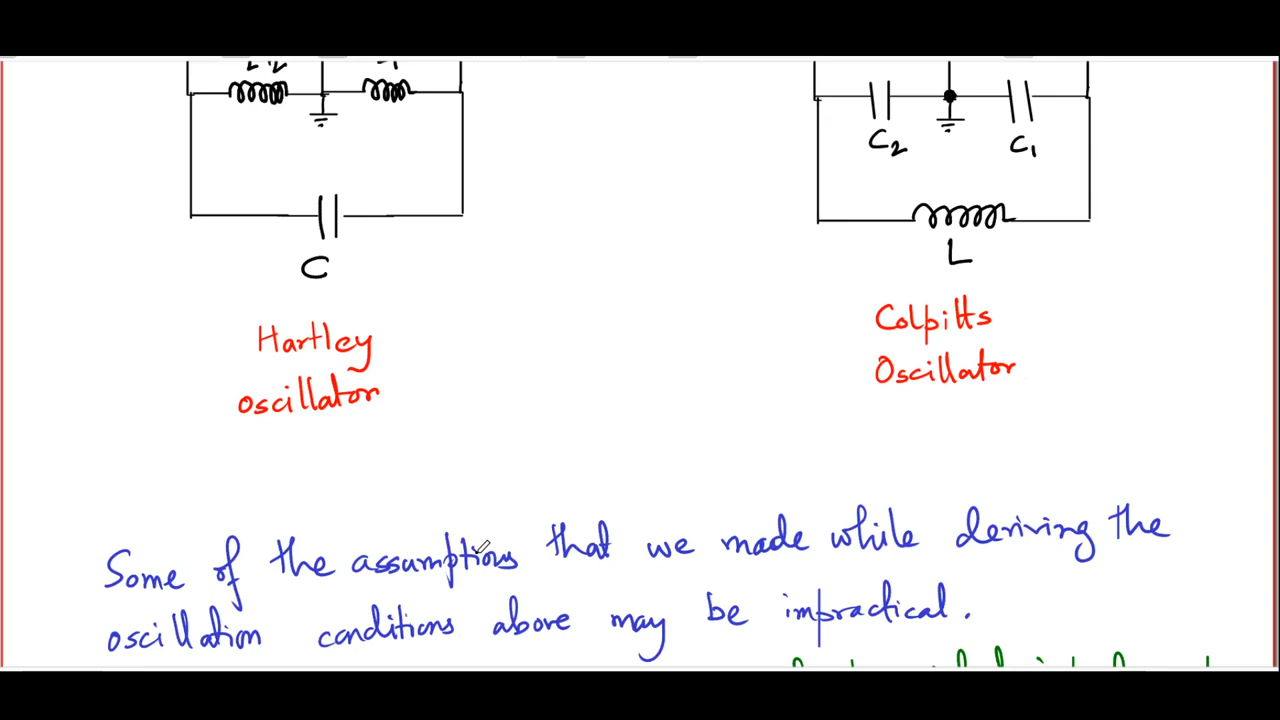 C2
C1
C
L
Hartley
oscillator
Colpitts
Oscillator
Some of the assumptions that we made while deriving the
oscillation conditions above may be impractical.